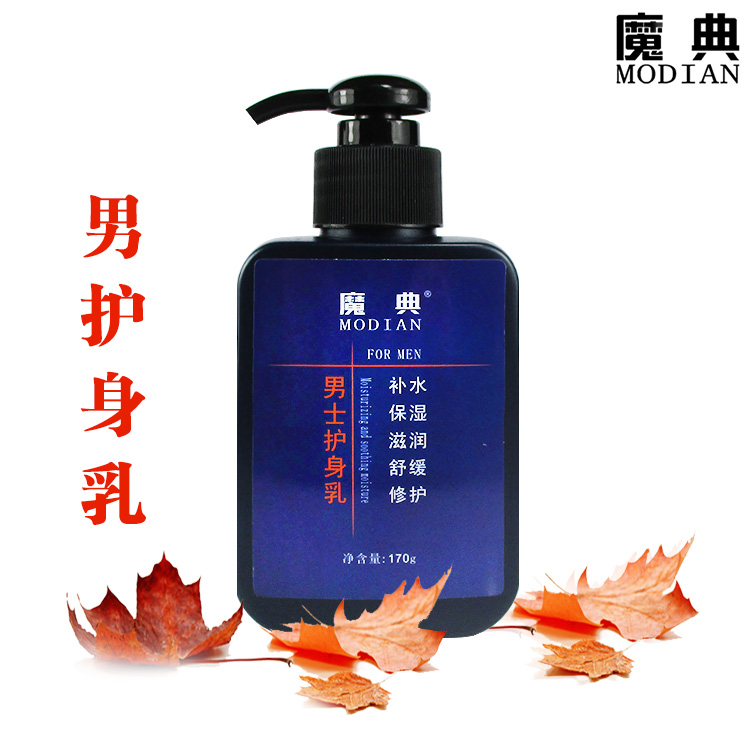 魔典
MODIAN
男护身乳
魔典®
MODIAN
FOR MEN
男士护身乳
Moisturizing and soothing moisture
补水
保湿
滋润
舒缓
修护
净含量:170g